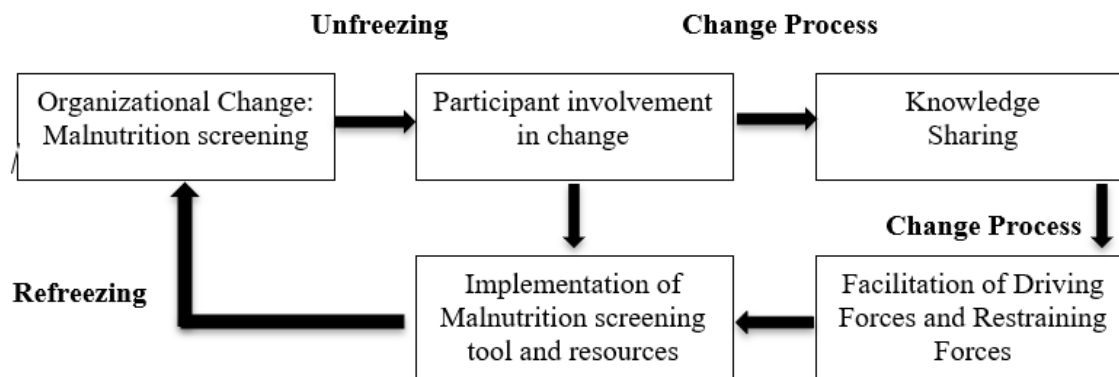 Unfreezing
Change Process
Organizational Change:
Malnutrition screening
Participant involvement
in change
Knowledge
Sharing
Change Process
Refreezing
Implementation of
Malnutrition screening
tool and resources
Facilitation of Driving
Forces and Restraining
Forces